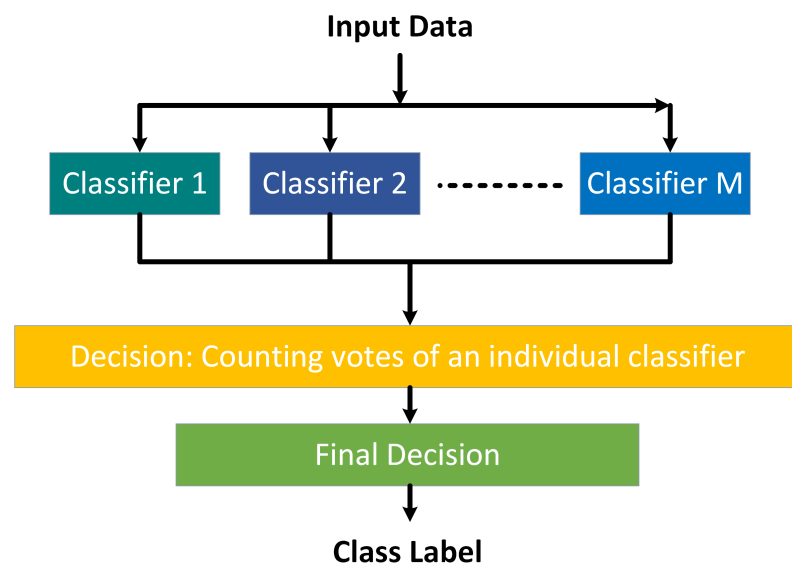 Input Data
Classifier 1
Classifier 2
Classifier M
Decision: Counting votes of an individual classifier
Final Decision
Class Label